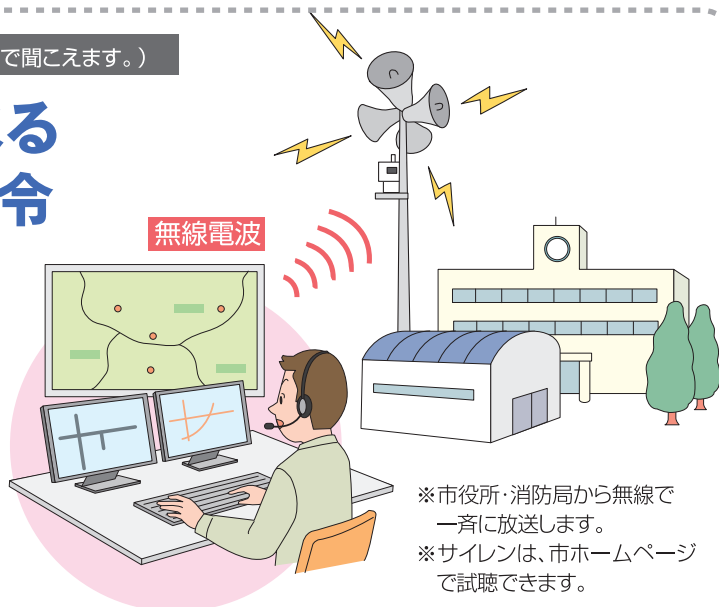 で聞こえます。）
る
令
無線電波
※市役所・消防局から無線で
一斉に放送します。
※サイレンは、市ホームページ
で試聴できます。